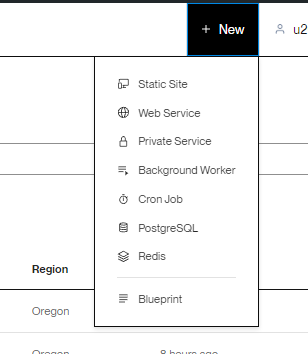 + New
u2
Static Site
Web Service
Private Service
Background Worker
Cron Job
PostgreSQL
Redis
Region
Blueprint
Oregon
Oregon 8 hours ago